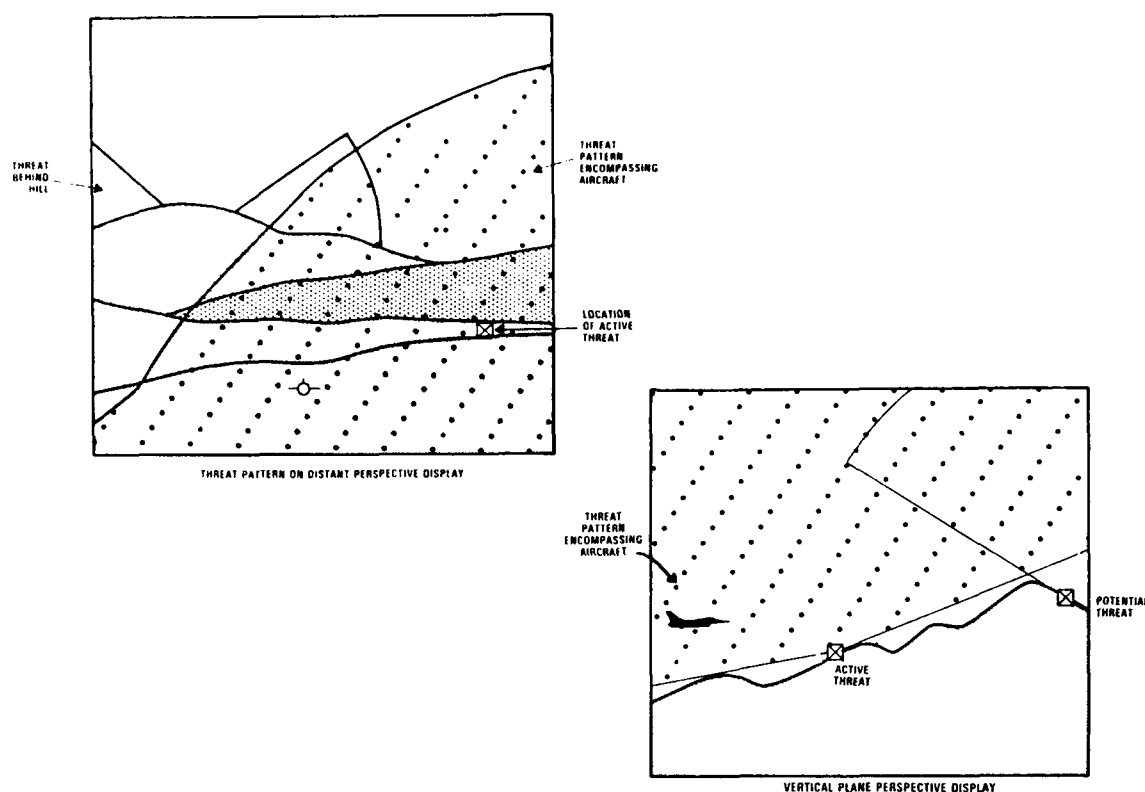 THREAT
BEHIND
HILL
THREAT
PATTERN
ENCOMPASSING
AIRCRAFT
LOCATION
OF ACTIVE
THREAT
THREAT PATTERN ON DISTANT PERSPECTIVE DISPLAY
THREAT
PATTERN
ENCOMPASSING
AIRCRAFT
POTENTIAL
THREAT
ACTIVE
THREAT
VERTICAL PLANE PERSPECTIVE DISPLAY